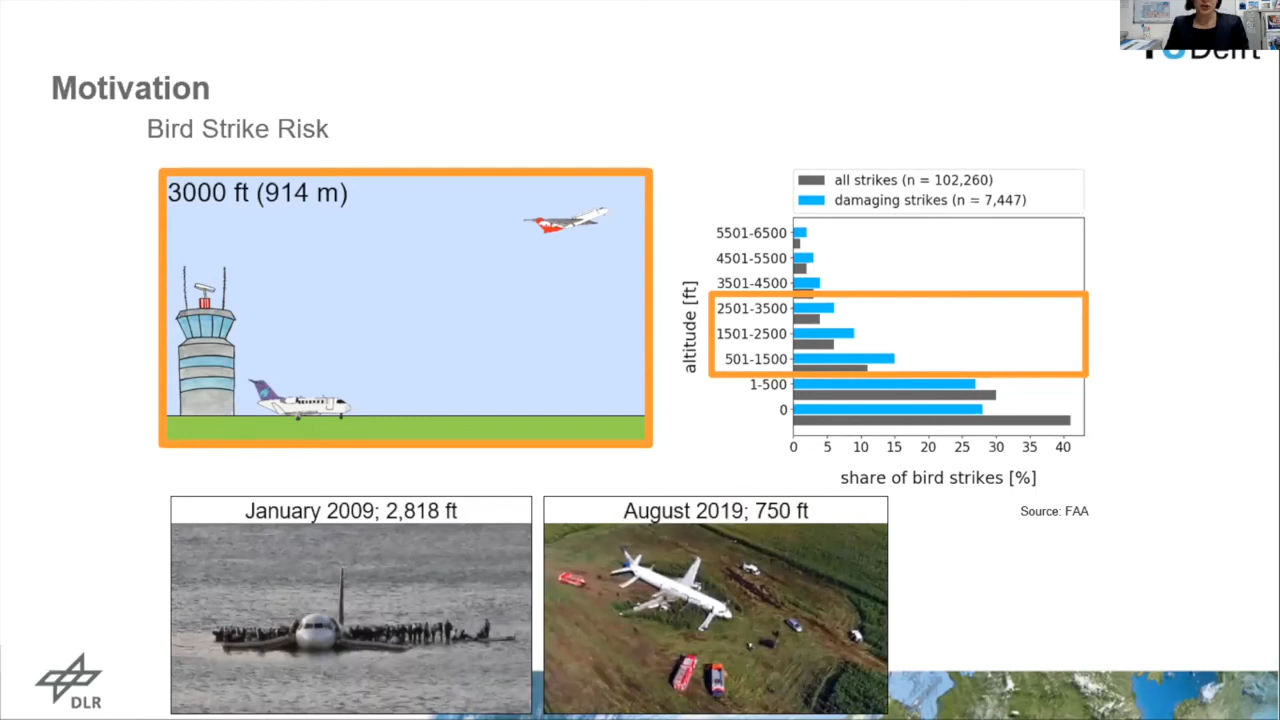 Motivation
Bird Strike Risk
3000 ft (914 m)
all strikes (n = 102,260)
damaging strikes (n = 7,447)
altitude [ft]
5501-6500
4501-5500
3501-4500
2501-3500
1501-2500
501-1500
1-500
0
0 5 10 15 20 25 30 35 40
share of bird strikes [%]
Source: FAA
January 2009; 2,818 ft
August 2019; 750 ft
DLR